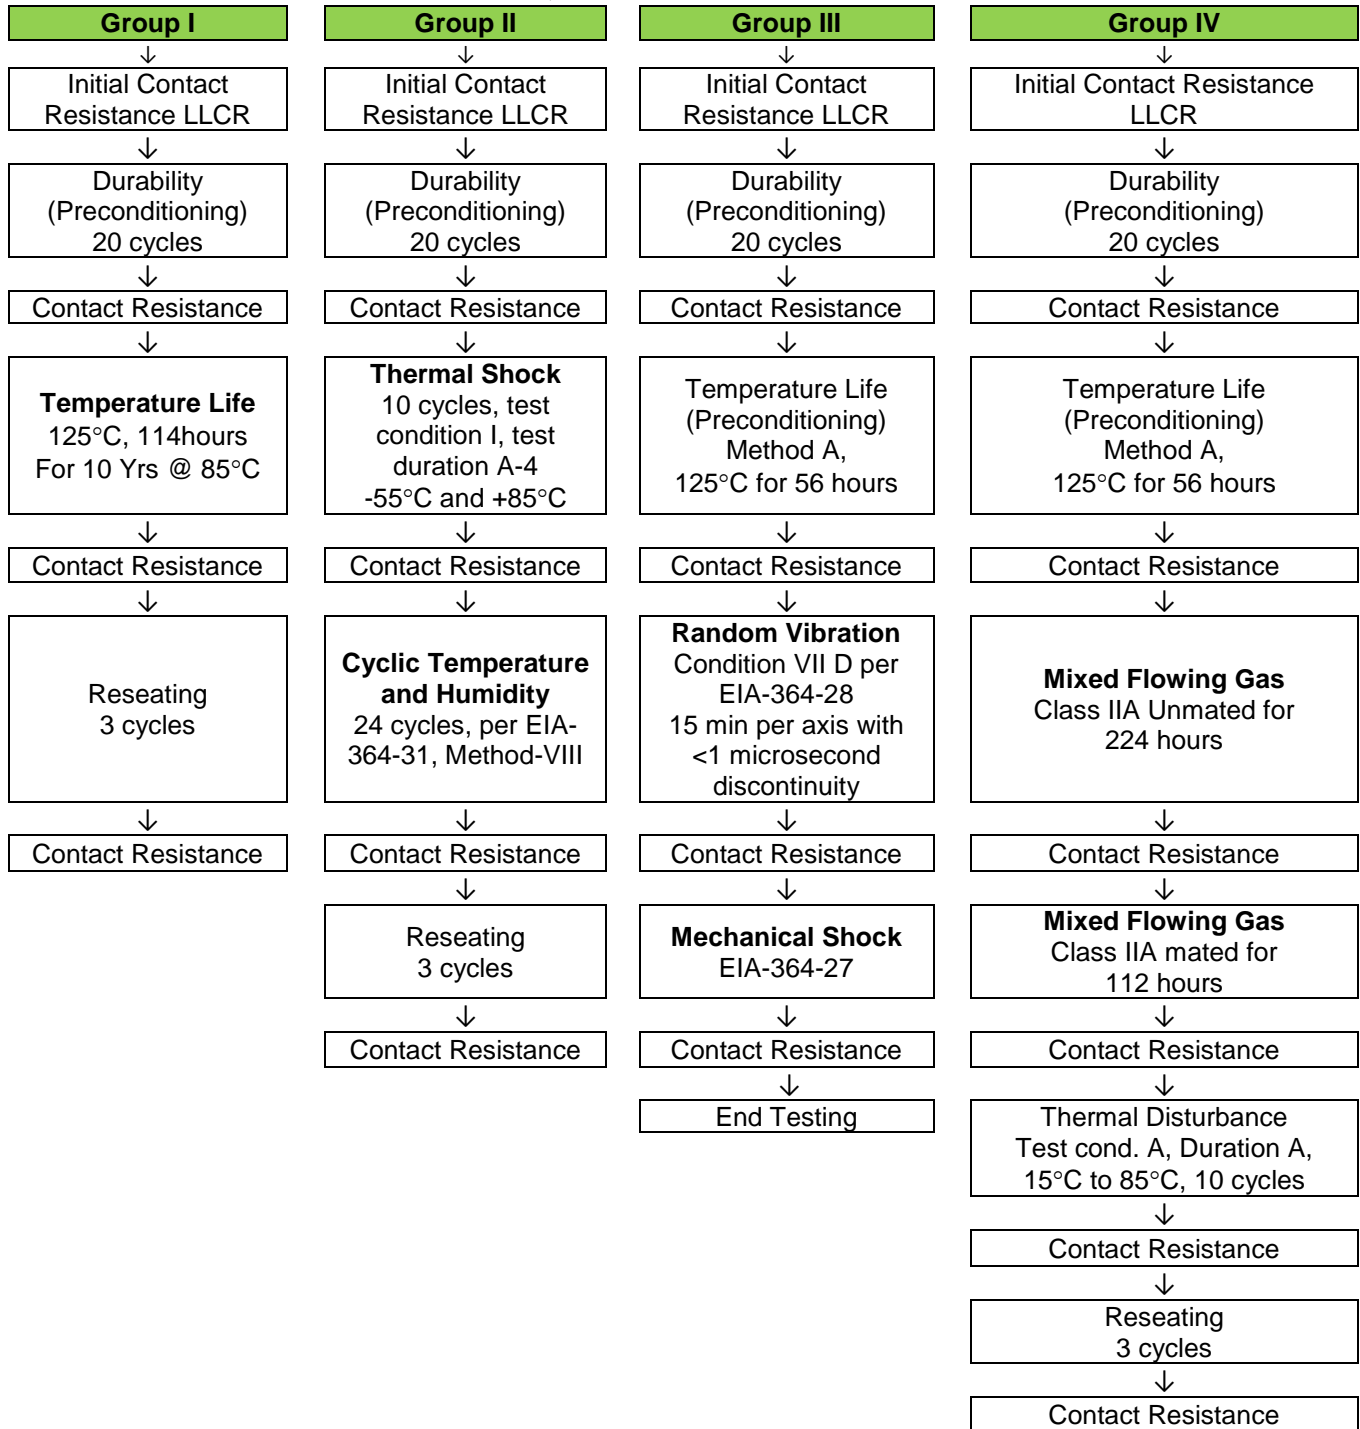 Group I
↓
Initial Contact
Resistance LLCR
↓
Durability
(Preconditioning)
20 cycles
↓
Contact Resistance
↓
Temperature Life
125°C, 114hours
For 10 Yrs @ 85°C
↓
Contact Resistance
↓
Reseating
3 cycles
↓
Contact Resistance
Group II
↓
Initial Contact
Resistance LLCR
↓
Durability
(Preconditioning)
20 cycles
↓
Contact Resistance
↓
Thermal Shock
10 cycles, test
condition I, test
duration A-4
-55°C and +85°C
↓
Contact Resistance
↓
Cyclic Temperature
and Humidity
24 cycles, per EIA-
364-31, Method-VIII
↓
Contact Resistance
↓
Reseating
3 cycles
↓
Contact Resistance
Group III
↓
Initial Contact
Resistance LLCR
↓
Durability
(Preconditioning)
20 cycles
↓
Contact Resistance
↓
Temperature Life
(Preconditioning)
Method A,
125°C for 56 hours
↓
Contact Resistance
↓
Random Vibration
Condition VII D per
EIA-364-28
15 min per axis with
<1 microsecond
discontinuity
↓
Contact Resistance
↓
Mechanical Shock
EIA-364-27
↓
Contact Resistance
↓
End Testing
Group IV
↓
Initial Contact Resistance
LLCR
↓
Durability
(Preconditioning)
20 cycles
↓
Contact Resistance
↓
Temperature Life
(Preconditioning)
Method A,
125°C for 56 hours
↓
Contact Resistance
↓
Mixed Flowing Gas
Class IIA Unmated for
224 hours
↓
Contact Resistance
↓
Mixed Flowing Gas
Class IIA mated for
112 hours
↓
Contact Resistance
↓
Thermal Disturbance
Test cond. A, Duration A,
15°C to 85°C, 10 cycles
↓
Contact Resistance
↓
Reseating
3 cycles
↓
Contact Resistance